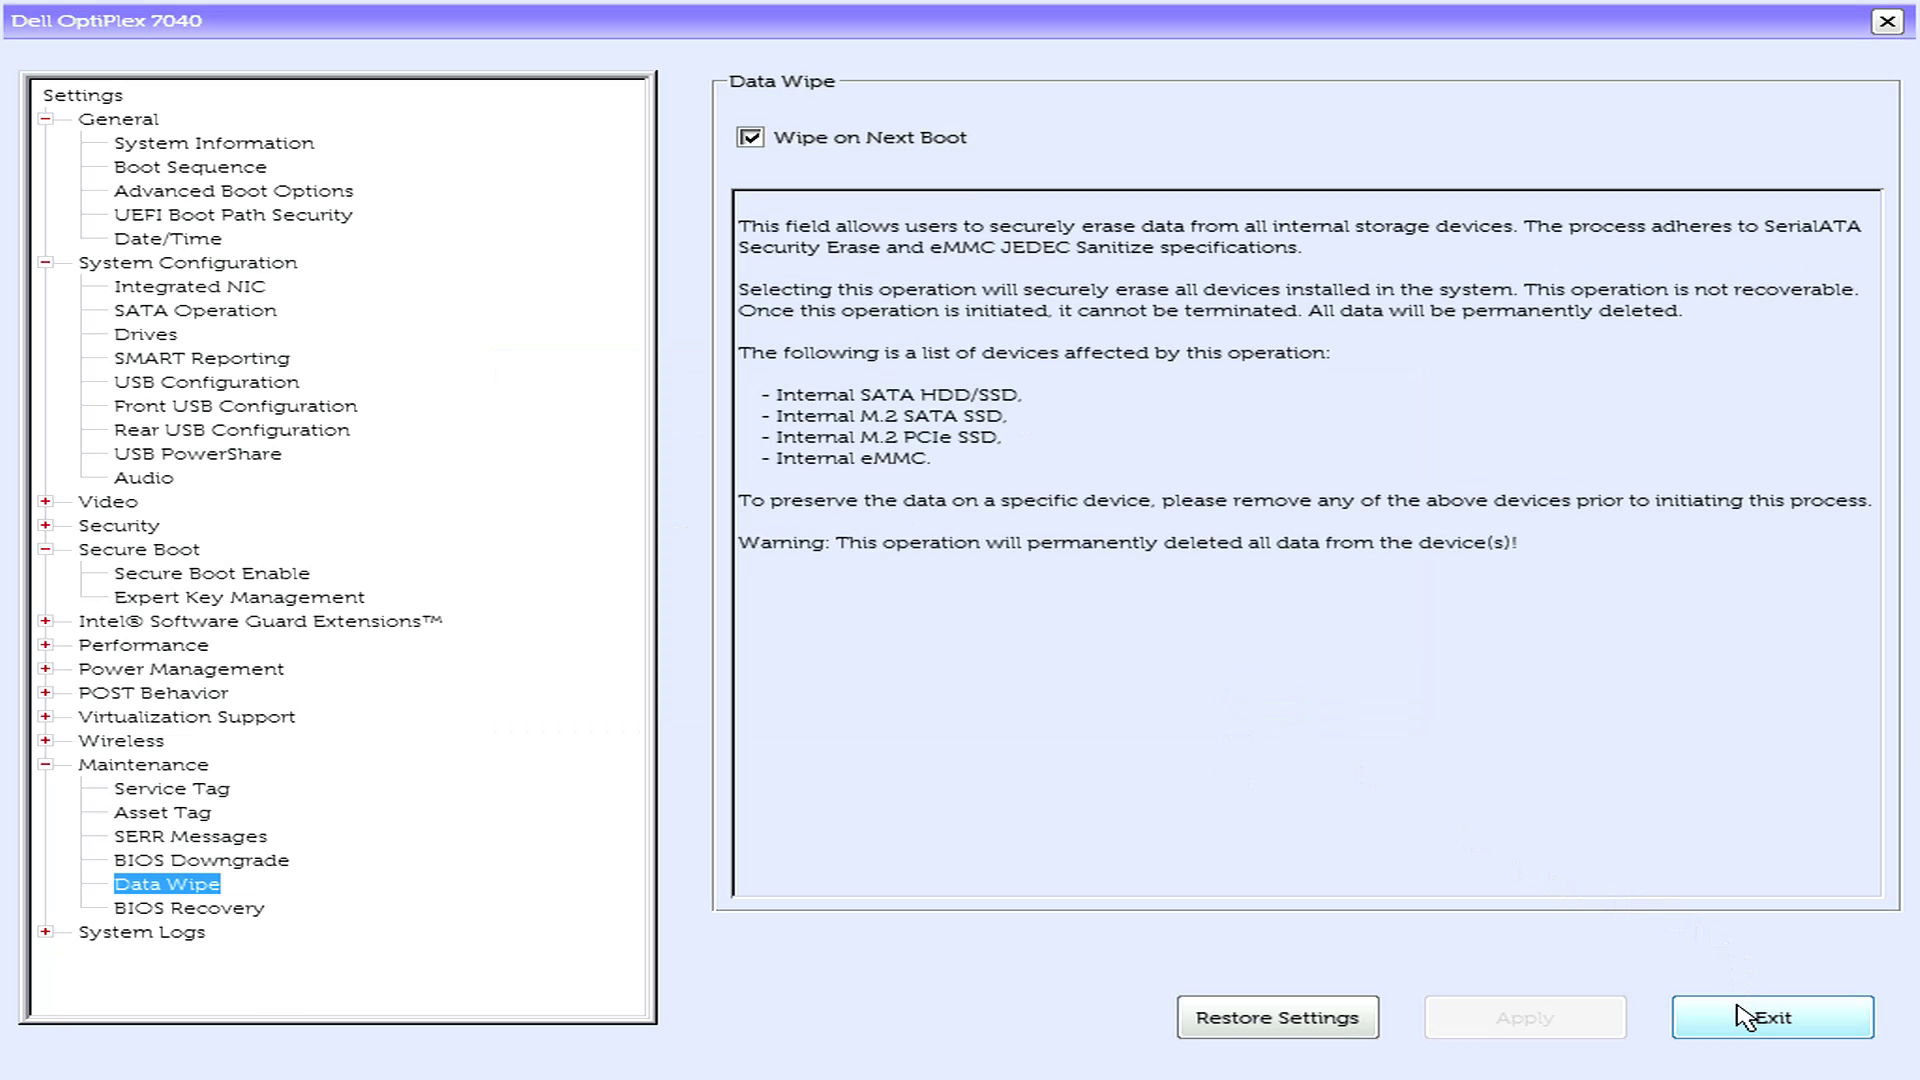 Dell OptiPlex 7040
Settings
General
System Information
Boot Sequence
Advanced Boot Options
UEFI Boot Path Security
Date/Time
System Configuration
Integrated NIC
SATA Operation
Drives
SMART Reporting
USB Configuration
Front USB Configuration
Rear USB Configuration
USB PowerShare
Audio
Video
Security
Secure Boot
Secure Boot Enable
Expert Key Management
Intel® Software Guard Extensions™
Performance
Power Management
POST Behavior
Virtualization Support
Wireless
Maintenance
Service Tag
Asset Tag
SERR Messages
BIOS Downgrade
Data Wipe
BIOS Recovery
System Logs
Data Wipe
Wipe on Next Boot
This field allows users to securely erase data from all internal storage devices. The process adheres to SerialATA
Security Erase and eMMC JEDEC Sanitize specifications.
Selecting this operation will securely erase all devices installed in the system. This operation is not recoverable.
Once this operation is initiated, it cannot be terminated. All data will be permanently deleted.
The following is a list of devices affected by this operation:
- Internal SATA HDD/SSD,
- Internal M.2 SATA SSD,
- Internal M.2 PCIe SSD,
- Internal eMMC.
To preserve the data on a specific device, please remove any of the above devices prior to initiating this process.
Warning: This operation will permanently deleted all data from the device(s)!
Restore Settings
Apply
Exit